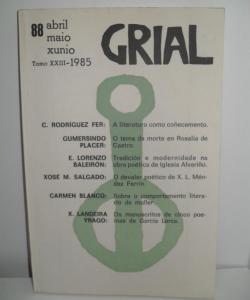 88 abril
maio
xunio
Tomo XXIII-1985
GRIAL
C. RODRÍGUEZ FER: A literatura como coñecemento.
GUMERSINDO O tema da morte en Rosalía de
PLACER: Castro.
E. LORENZO Tradición e modernidade na
BALEIRON: obra poética de Iglesia Alvariño.
XOSÉ M. SALGADO: O devalar poético de X. L. Mén-
dez Ferrín.
CARMEN BLANCO: Sobre o comportamento litera-
rio da muller.
X. LANDEIRA Os manuscritos de cinco poe-
YRAGO: mas de García Lorca.